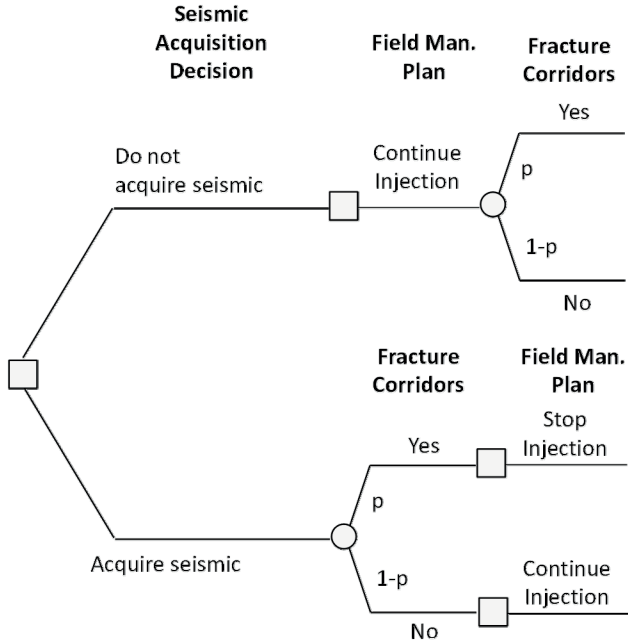 Seismic
Acquisition
Decision
Field Man.
Plan
Fracture
Corridors
Do not
acquire seismic
Continue
Injection
Yes
p
1-p
No
Fracture
Corridors
Field Man.
Plan
Acquire seismic
Yes
p
1-p
No
Stop
Injection
Continue
Injection